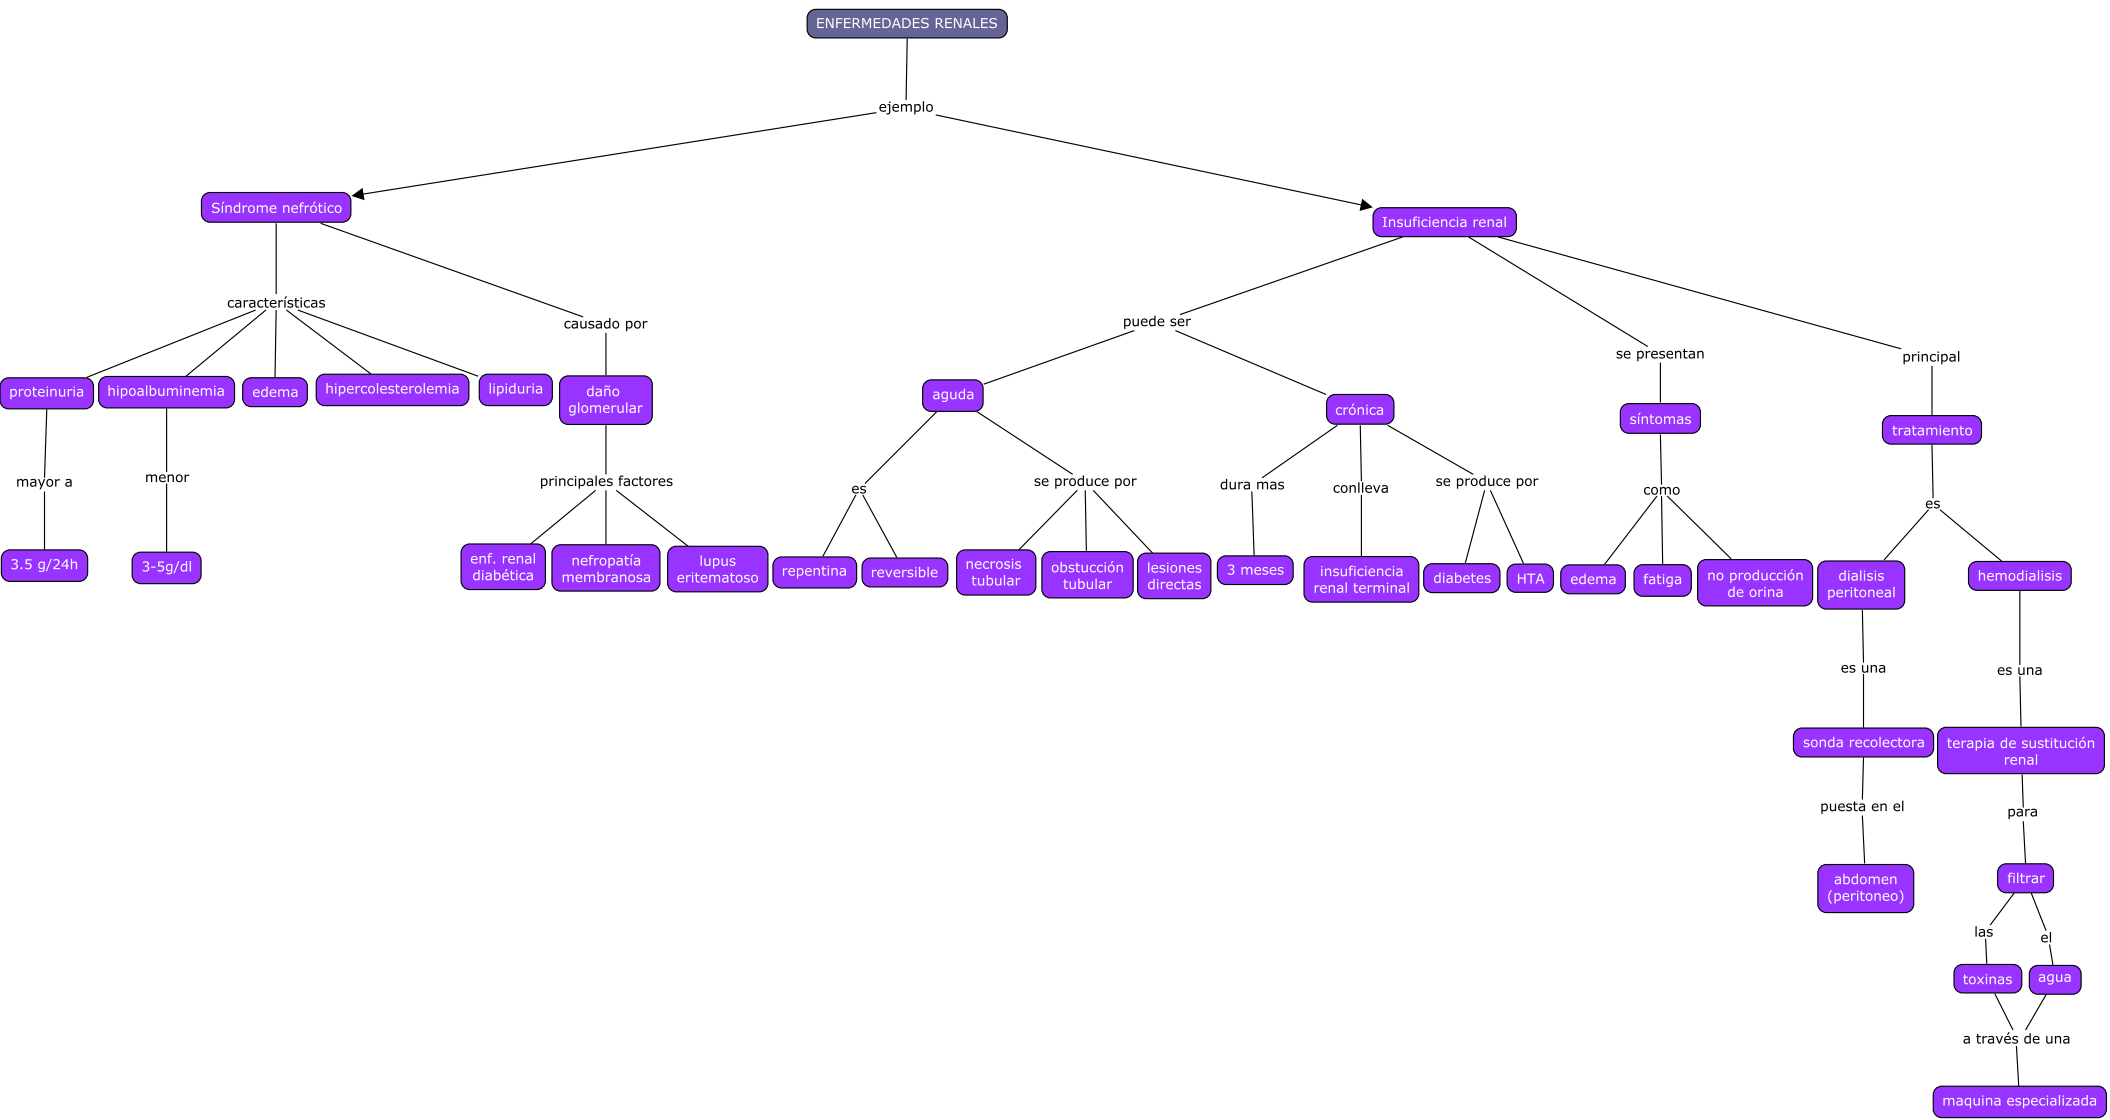 ENFERMEDADES RENALES
ejemplo
Síndrome nefrótico
Insuficiencia renal
características
causado por
puede ser
se presentan
principal
proteinuria
hipoalbuminemia
edema
hipercolesterolemia
lipiduria
daño
glomerular
aguda
crónica
síntomas
tratamiento
mayor a
menor
principales factores
es
se produce por
dura mas
conlleva
se produce por
como
es
3.5 g/24h
3-5g/dl
enf. renal
diabética
nefropatía
membranosa
lupus
eritematoso
repentina
reversible
necrosis
tubular
obstucción
tubular
lesiones
directas
3 meses
insuficiencia
renal terminal
diabetes
HTA
edema
fatiga
no producción
de orina
dialisis
peritoneal
hemodialisis
es una
es una
sonda recolectora
terapia de sustitución
renal
puesta en el
para
abdomen
(peritoneo)
filtrar
las
el
toxinas
agua
a través de una
maquina especializada